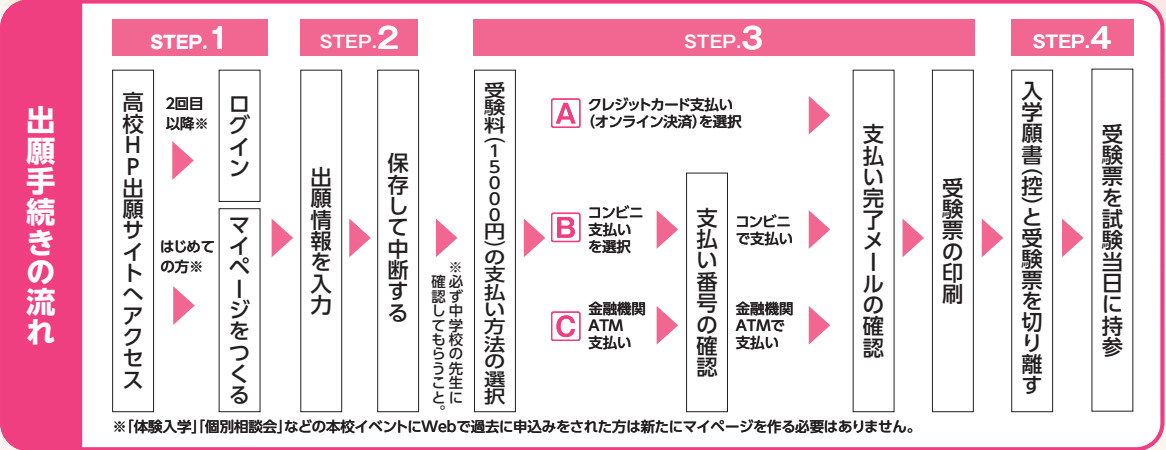 出願手続きの流れ
STEP.1
高校HP出願サイトへアクセス
2回目
以降※
ログイン
はじめて
の方※
マイページをつくる
STEP.2
出願情報を入力
保存して中断する
※必ず中学校の先生に
確認してもらうこと。
STEP.3
受験料(15000円)の支払い方法の選択
A クレジットカード支払い
(オンライン決済)を選択
B コンビニ
支払い
を選択
C 金融機関
ATM
支払い
支払い番号の確認
コンビニ
で支払い
金融機関
ATMで
支払い
支払い完了メールの確認
受験票の印刷
STEP.4
入学願書(控)と受験票を切り離す
受験票を試験当日に持参
※「体験入学」「個別相談会」などの本校イベントにWebで過去に申込みをされた方は新たにマイページを作る必要はありません。